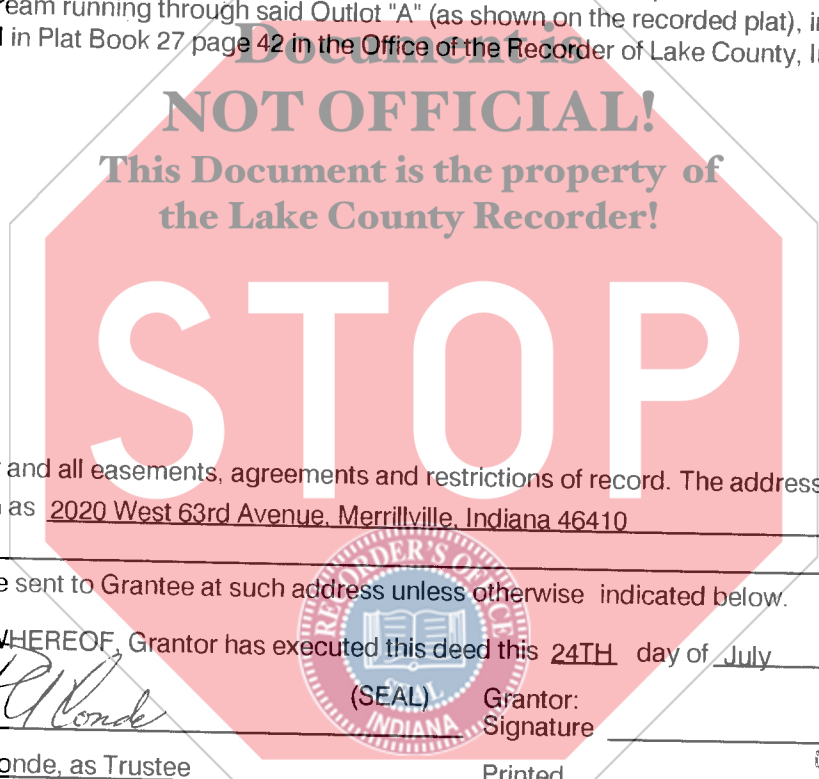 eam running through said Outlot "A" (as shown on the recorded plat), i
in Plat Book 27 page 42 in the Office of the Recorder of Lake County, I
Document is
NOT OFFICIAL!
This Document is the property of
the Lake County Recorder!
STOP
and all easements, agreements and restrictions of record. The address
as 2020 West 63rd Avenue, Merrillville, Indiana 46410
e sent to Grantee at such address unless otherwise indicated below.
WHEREOF, Grantor has executed this deed this 24TH day of July
RECORDER'S OFFICE
SEAL
INDIANA
(SEAL) Grantor:
Signature
onde
onde, as Trustee
Printed